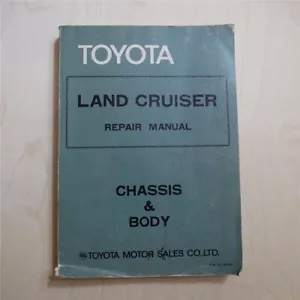 TOYOTA
LAND CRUISER
REPAIR MANUAL
CHASSIS
&
BODY
TOYOTA MOTOR SALES CO.,LTD.